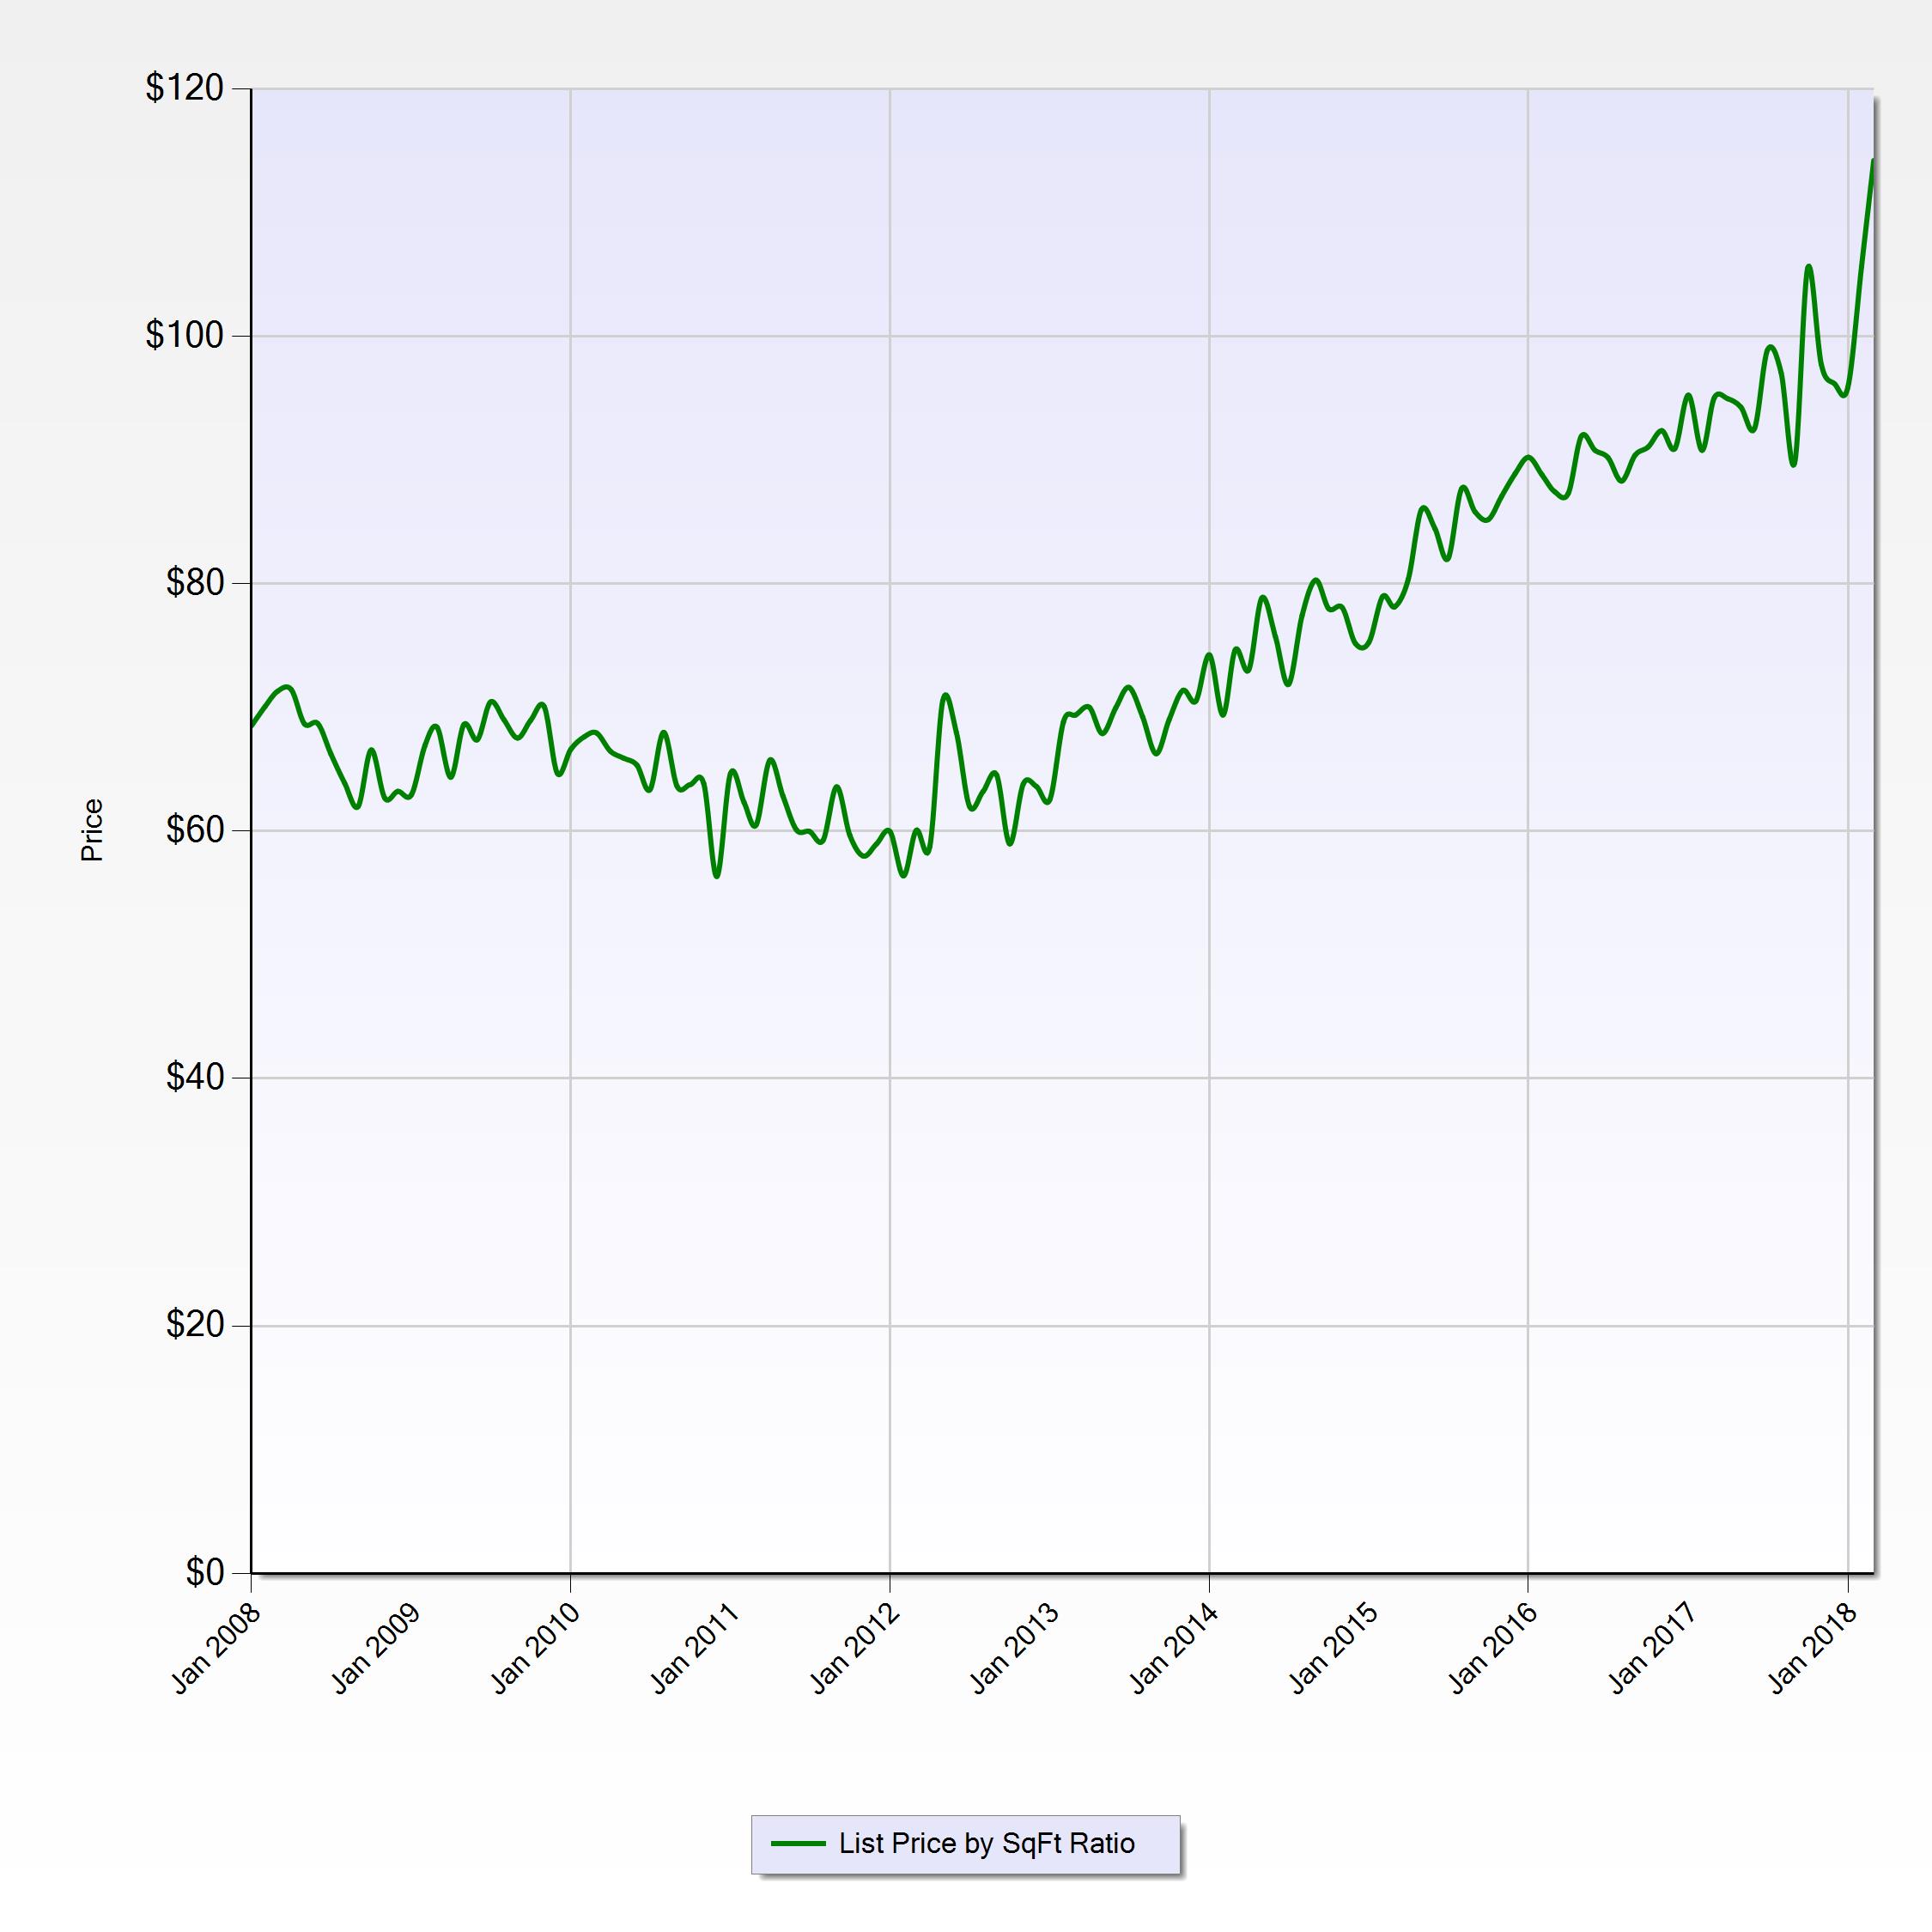 $120
$100
$80
$60
$40
$20
$0
Price
Jan 2008
Jan 2009
Jan 2010
Jan 2011
Jan 2012
Jan 2013
Jan 2014
Jan 2015
Jan 2016
Jan 2017
Jan 2018
List Price by SqFt Ratio